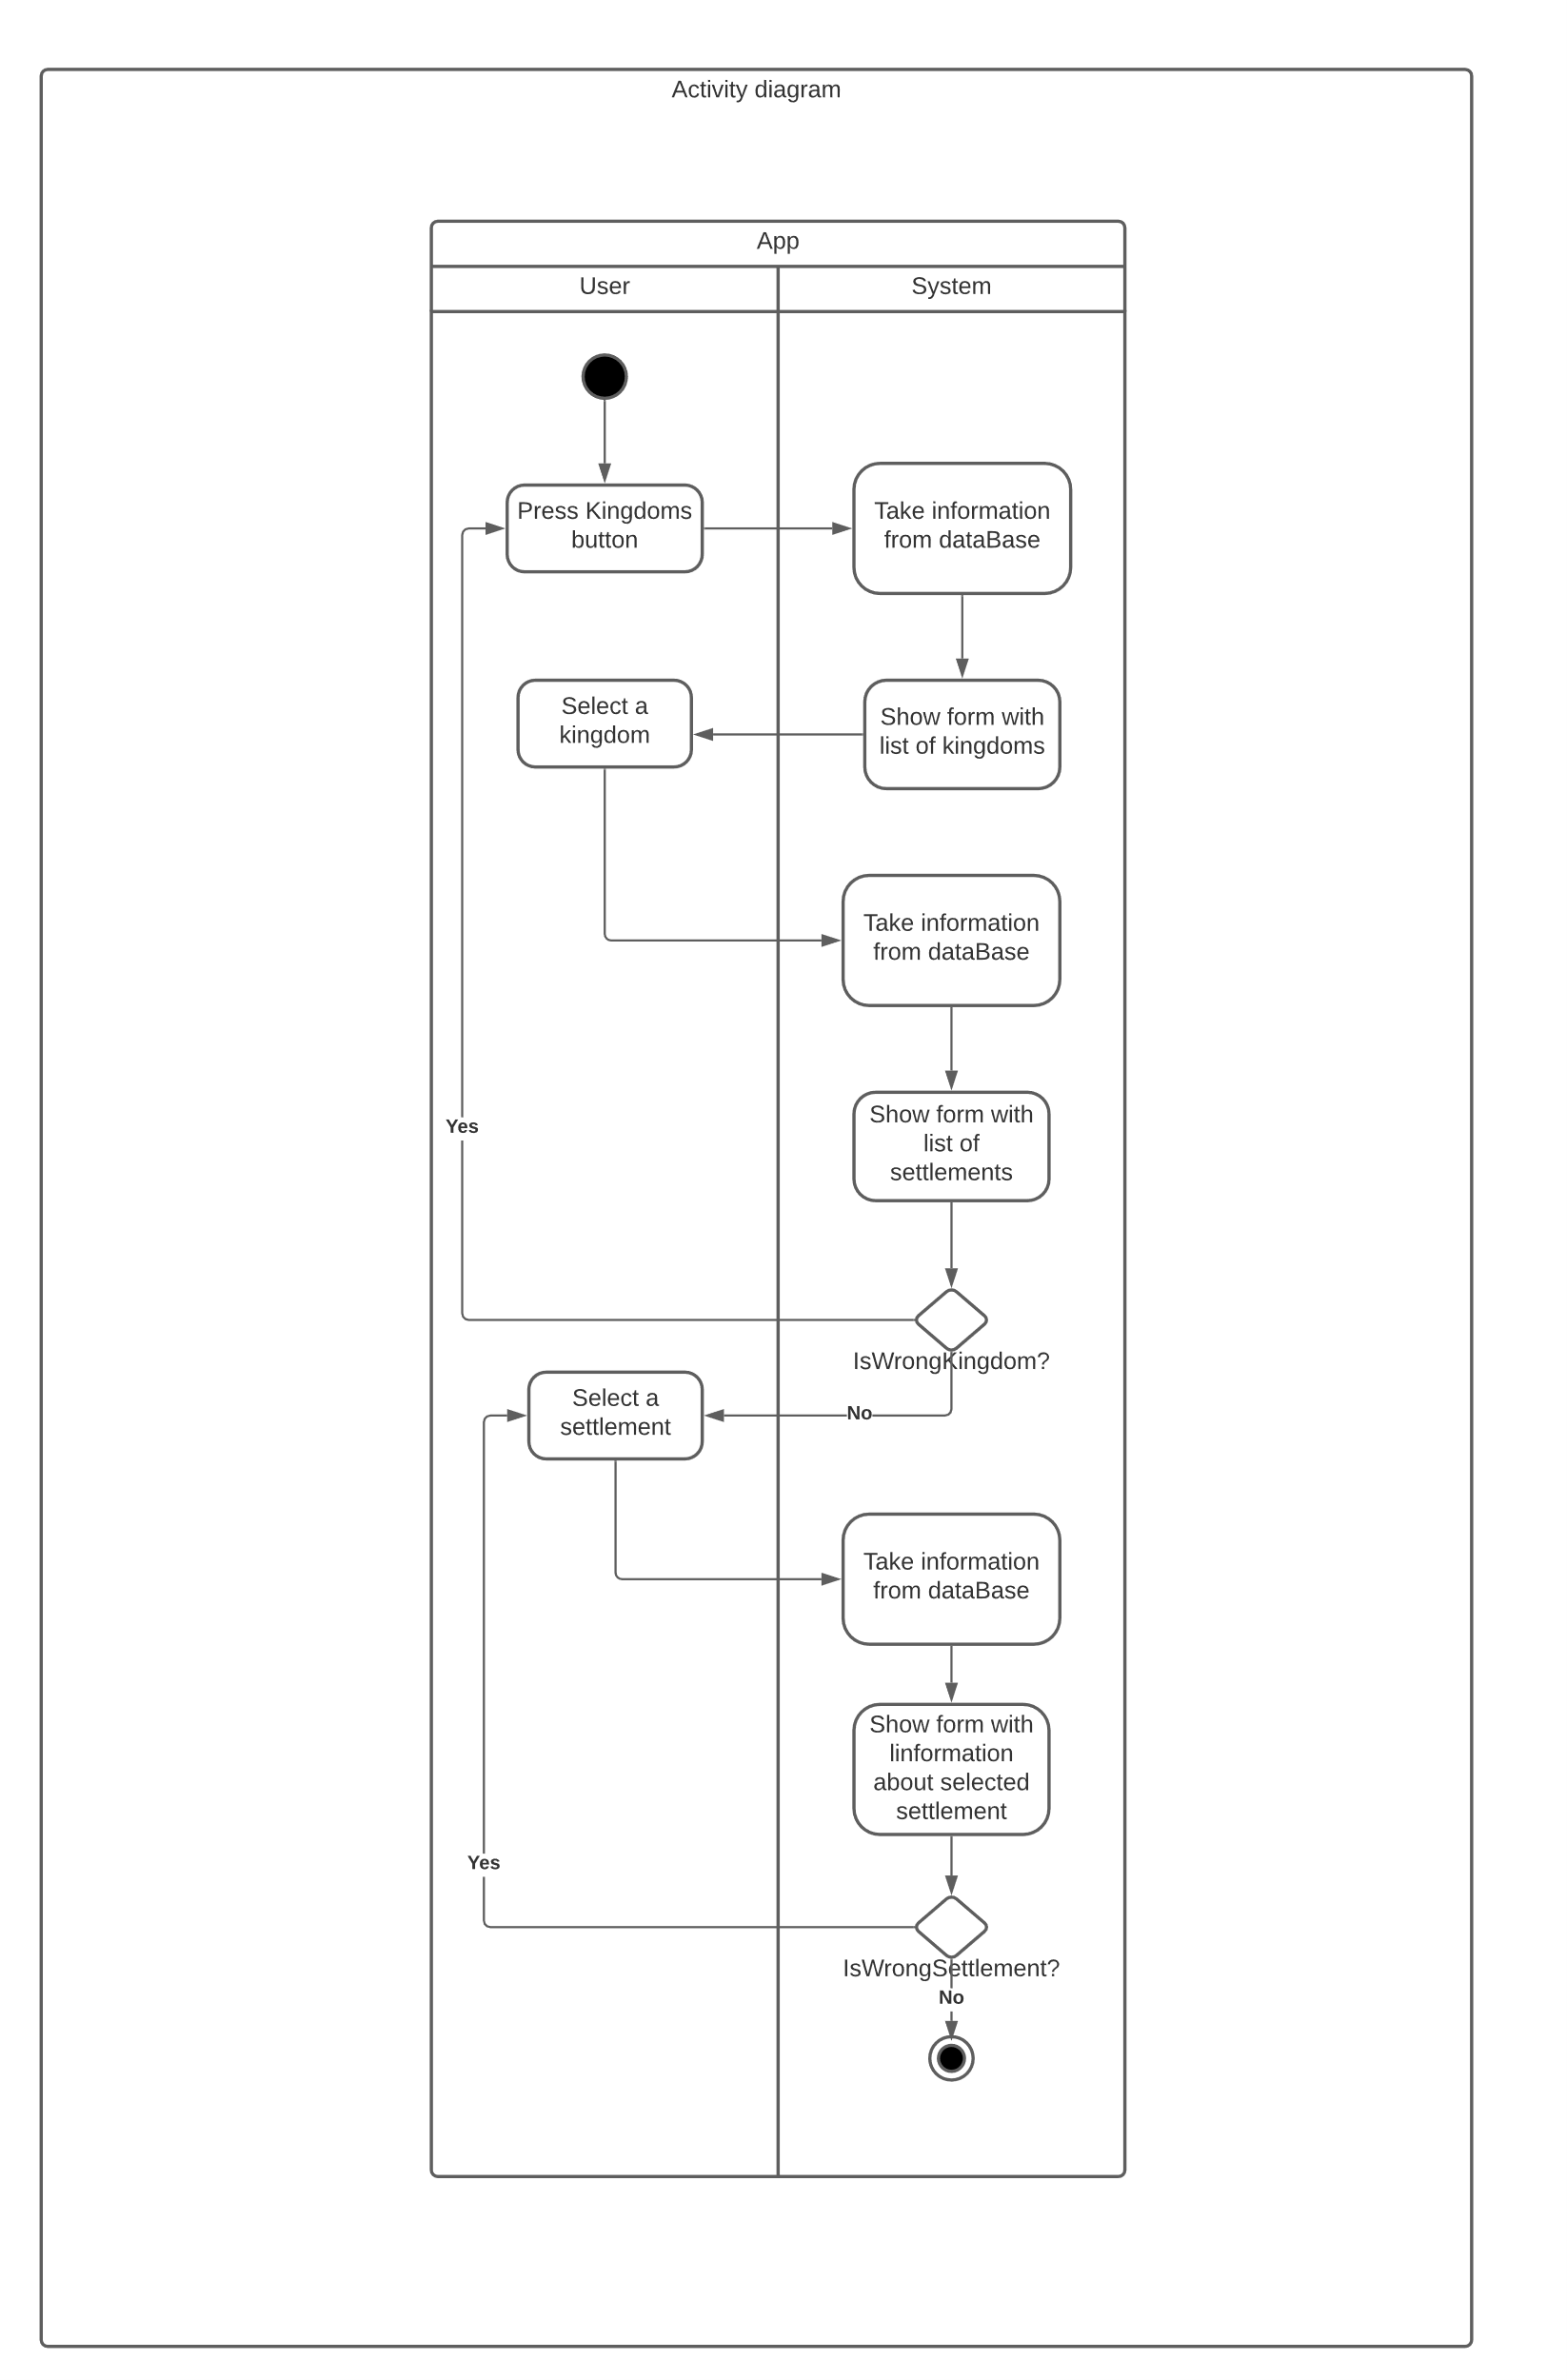 Activity diagram
App
User
System
Press Kingdoms
button
Take information
from dataBase
Select a
kingdom
Show form with
list of kingdoms
Take information
from dataBase
Show form with
list of
settlements
Yes
IsWrongKingdom?
No
Select a
settlement
Take information
from dataBase
Show form with
linformation
about selected
settlement
Yes
IsWrongSettlement?
No